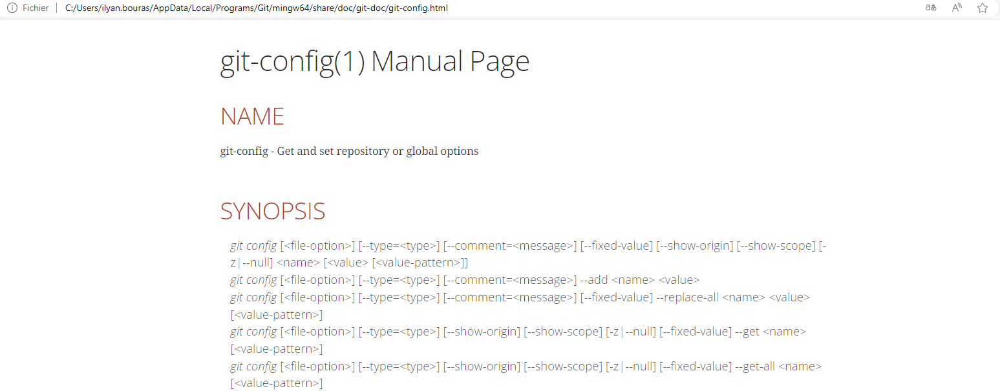 Fichier C:/Users/ilyan.bouras/AppData/Local/Programs/Git/mingw64/share/doc/git-doc/git-config.html aあ A
git-config(1) Manual Page
NAME
git-config - Get and set repository or global options
SYNOPSIS
git config [<file-option>] [--type=<type>] [--comment=<message>] [--fixed-value] [--show-origin] [--show-scope] [-
z|--null] <name> [<value> [<value-pattern>]]
git config [<file-option>] [--type=<type>] [--comment=<message>] --add <name> <value>
git config [<file-option>] [--type=<type>] [--comment=<message>] [--fixed-value] --replace-all <name> <value>
[<value-pattern>]
git config [<file-option>] [--type=<type>] [--show-origin] [--show-scope] [-z|--null] [--fixed-value] --get <name>
[<value-pattern>]
git config [<file-option>] [--type=<type>] [--show-origin] [--show-scope] [-z|--null] [--fixed-value] --get-all <name>
[<value-pattern>]